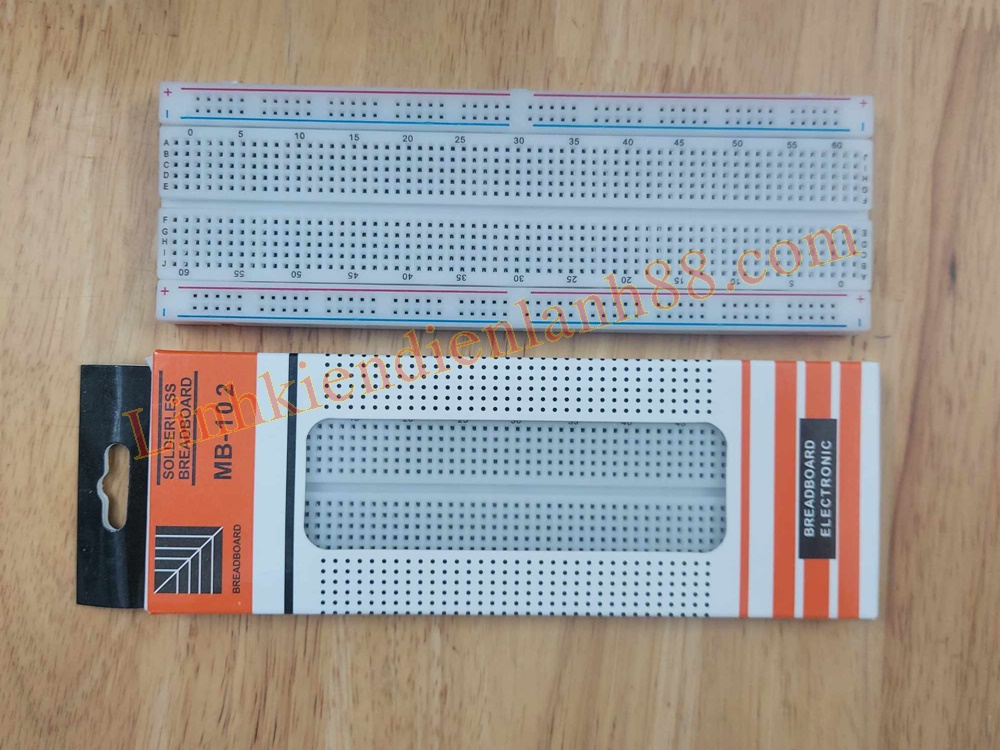 + +
- -
0 5 10 15 20 25 30 35 40 45 50 55 60
A
B
C
D
E
F
G
H
I
J
60 55 50 45 40 35 30 25 20 15 10 5 0
+ +
- -
Linhkiendienlanh88.com
SOLDERLESS
BREADBOARD
MB-102
BREADBOARD
BREADBOARD
ELECTRONIC